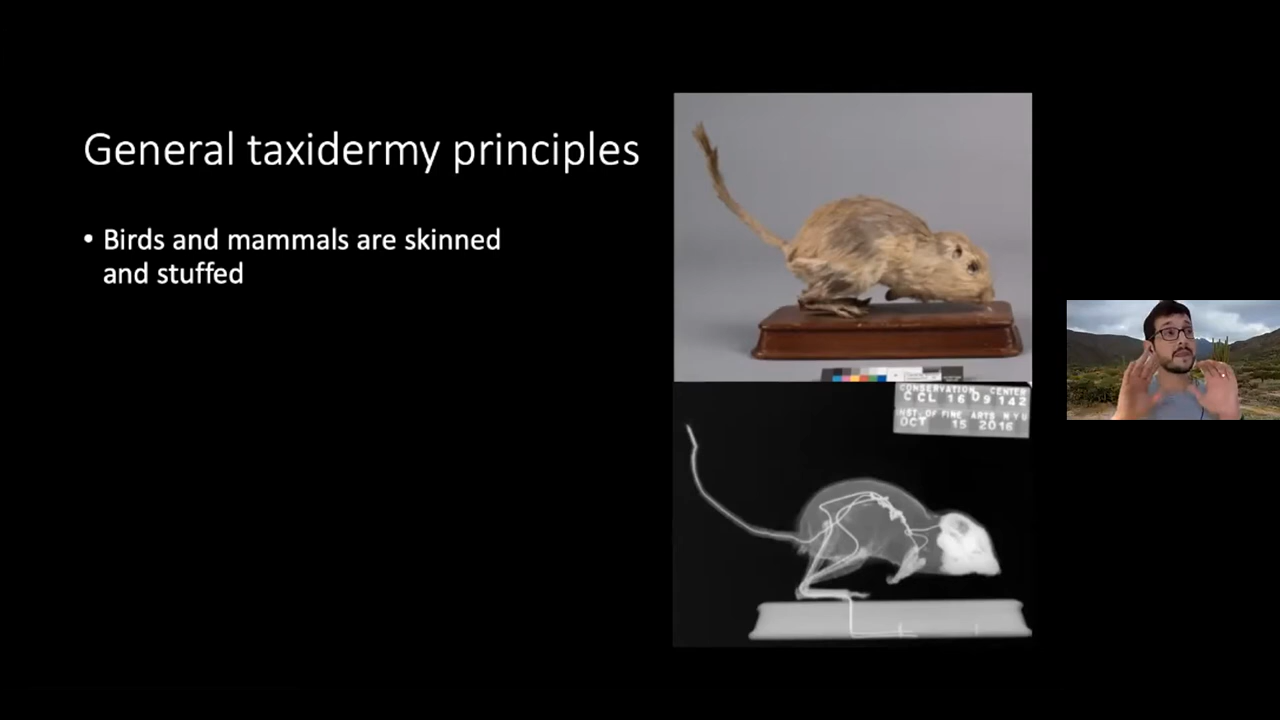 General taxidermy principles
• Birds and mammals are skinned
and stuffed
CONSERVATION CENTER
CCL 1609142
INST. OF FINE ARTS NYU
OCT 15 2016